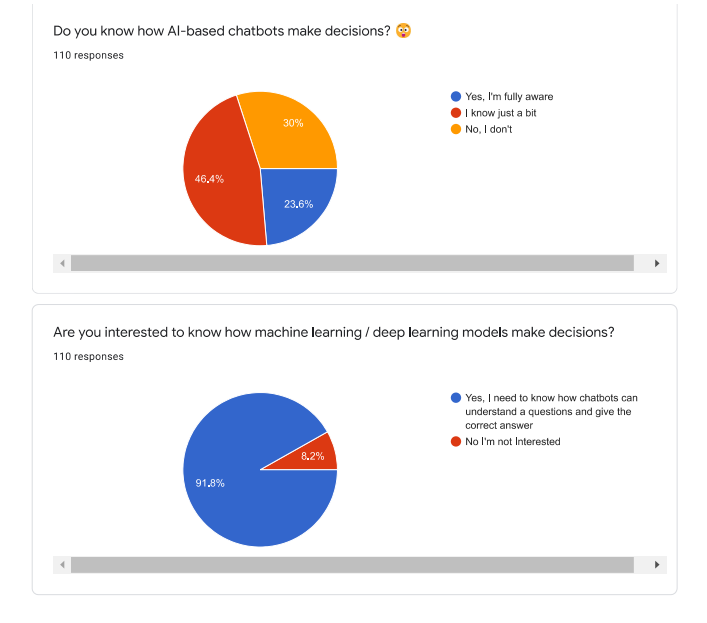 Do you know how AI-based chatbots make decisions? 😲
110 responses
Yes, I'm fully aware
I know just a bit
No, I don't
30%
46.4%
23.6%
Are you interested to know how machine learning / deep learning models make decisions?
110 responses
Yes, I need to know how chatbots can
understand a questions and give the
correct answer
No I'm not Interested
8.2%
91.8%